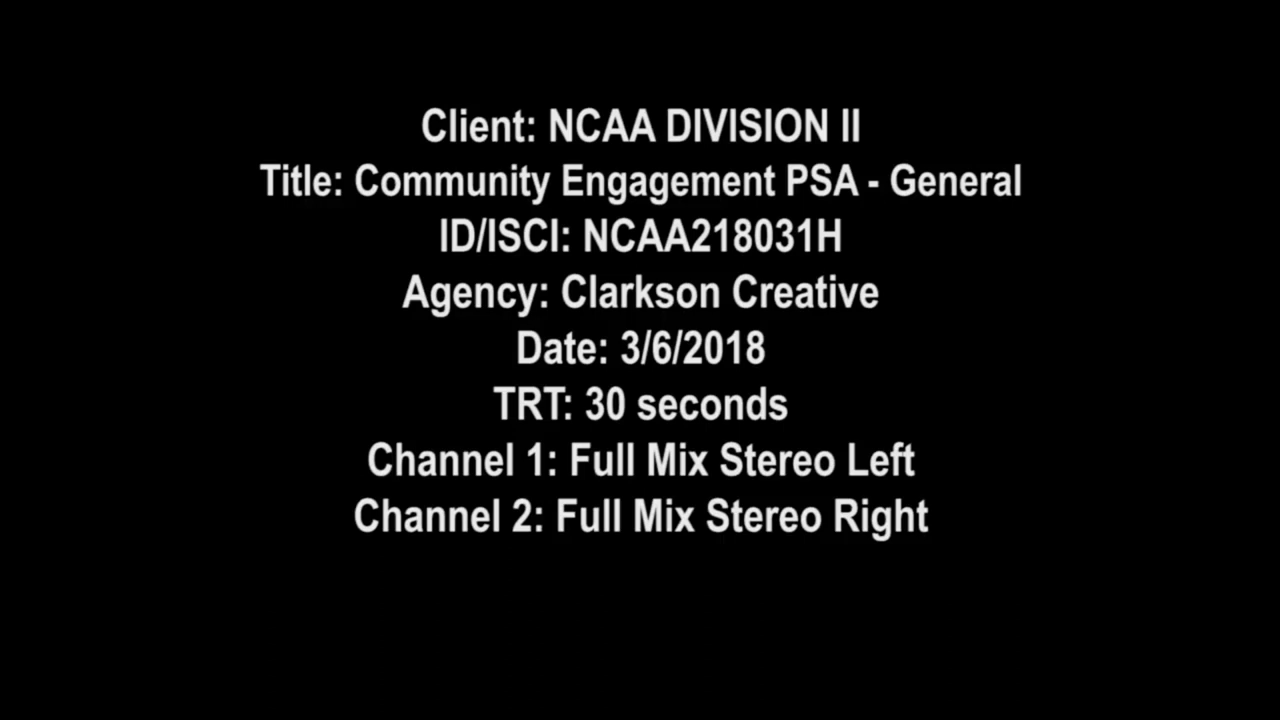 Client: NCAA DIVISION II
Title: Community Engagement PSA - General
ID/ISCI: NCAA218031H
Agency: Clarkson Creative
Date: 3/6/2018
TRT: 30 seconds
Channel 1: Full Mix Stereo Left
Channel 2: Full Mix Stereo Right